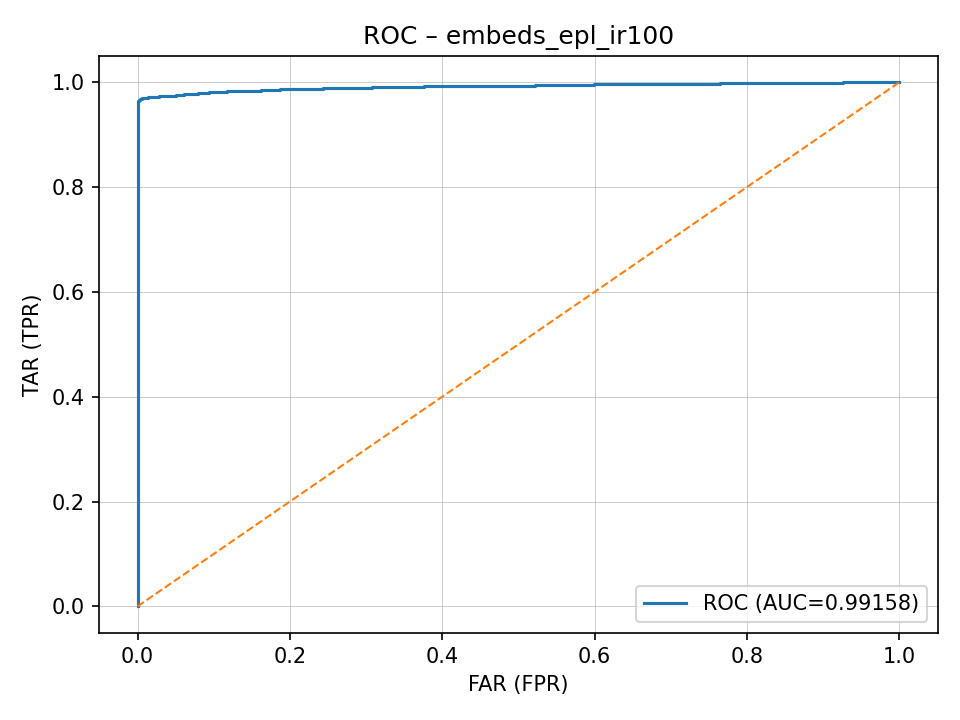 ROC – embeds_epl_ir100
1.0
0.8
0.6
0.4
0.2
0.0
TAR (TPR)
ROC (AUC=0.99158)
0.0 0.2 0.4 0.6 0.8 1.0
FAR (FPR)